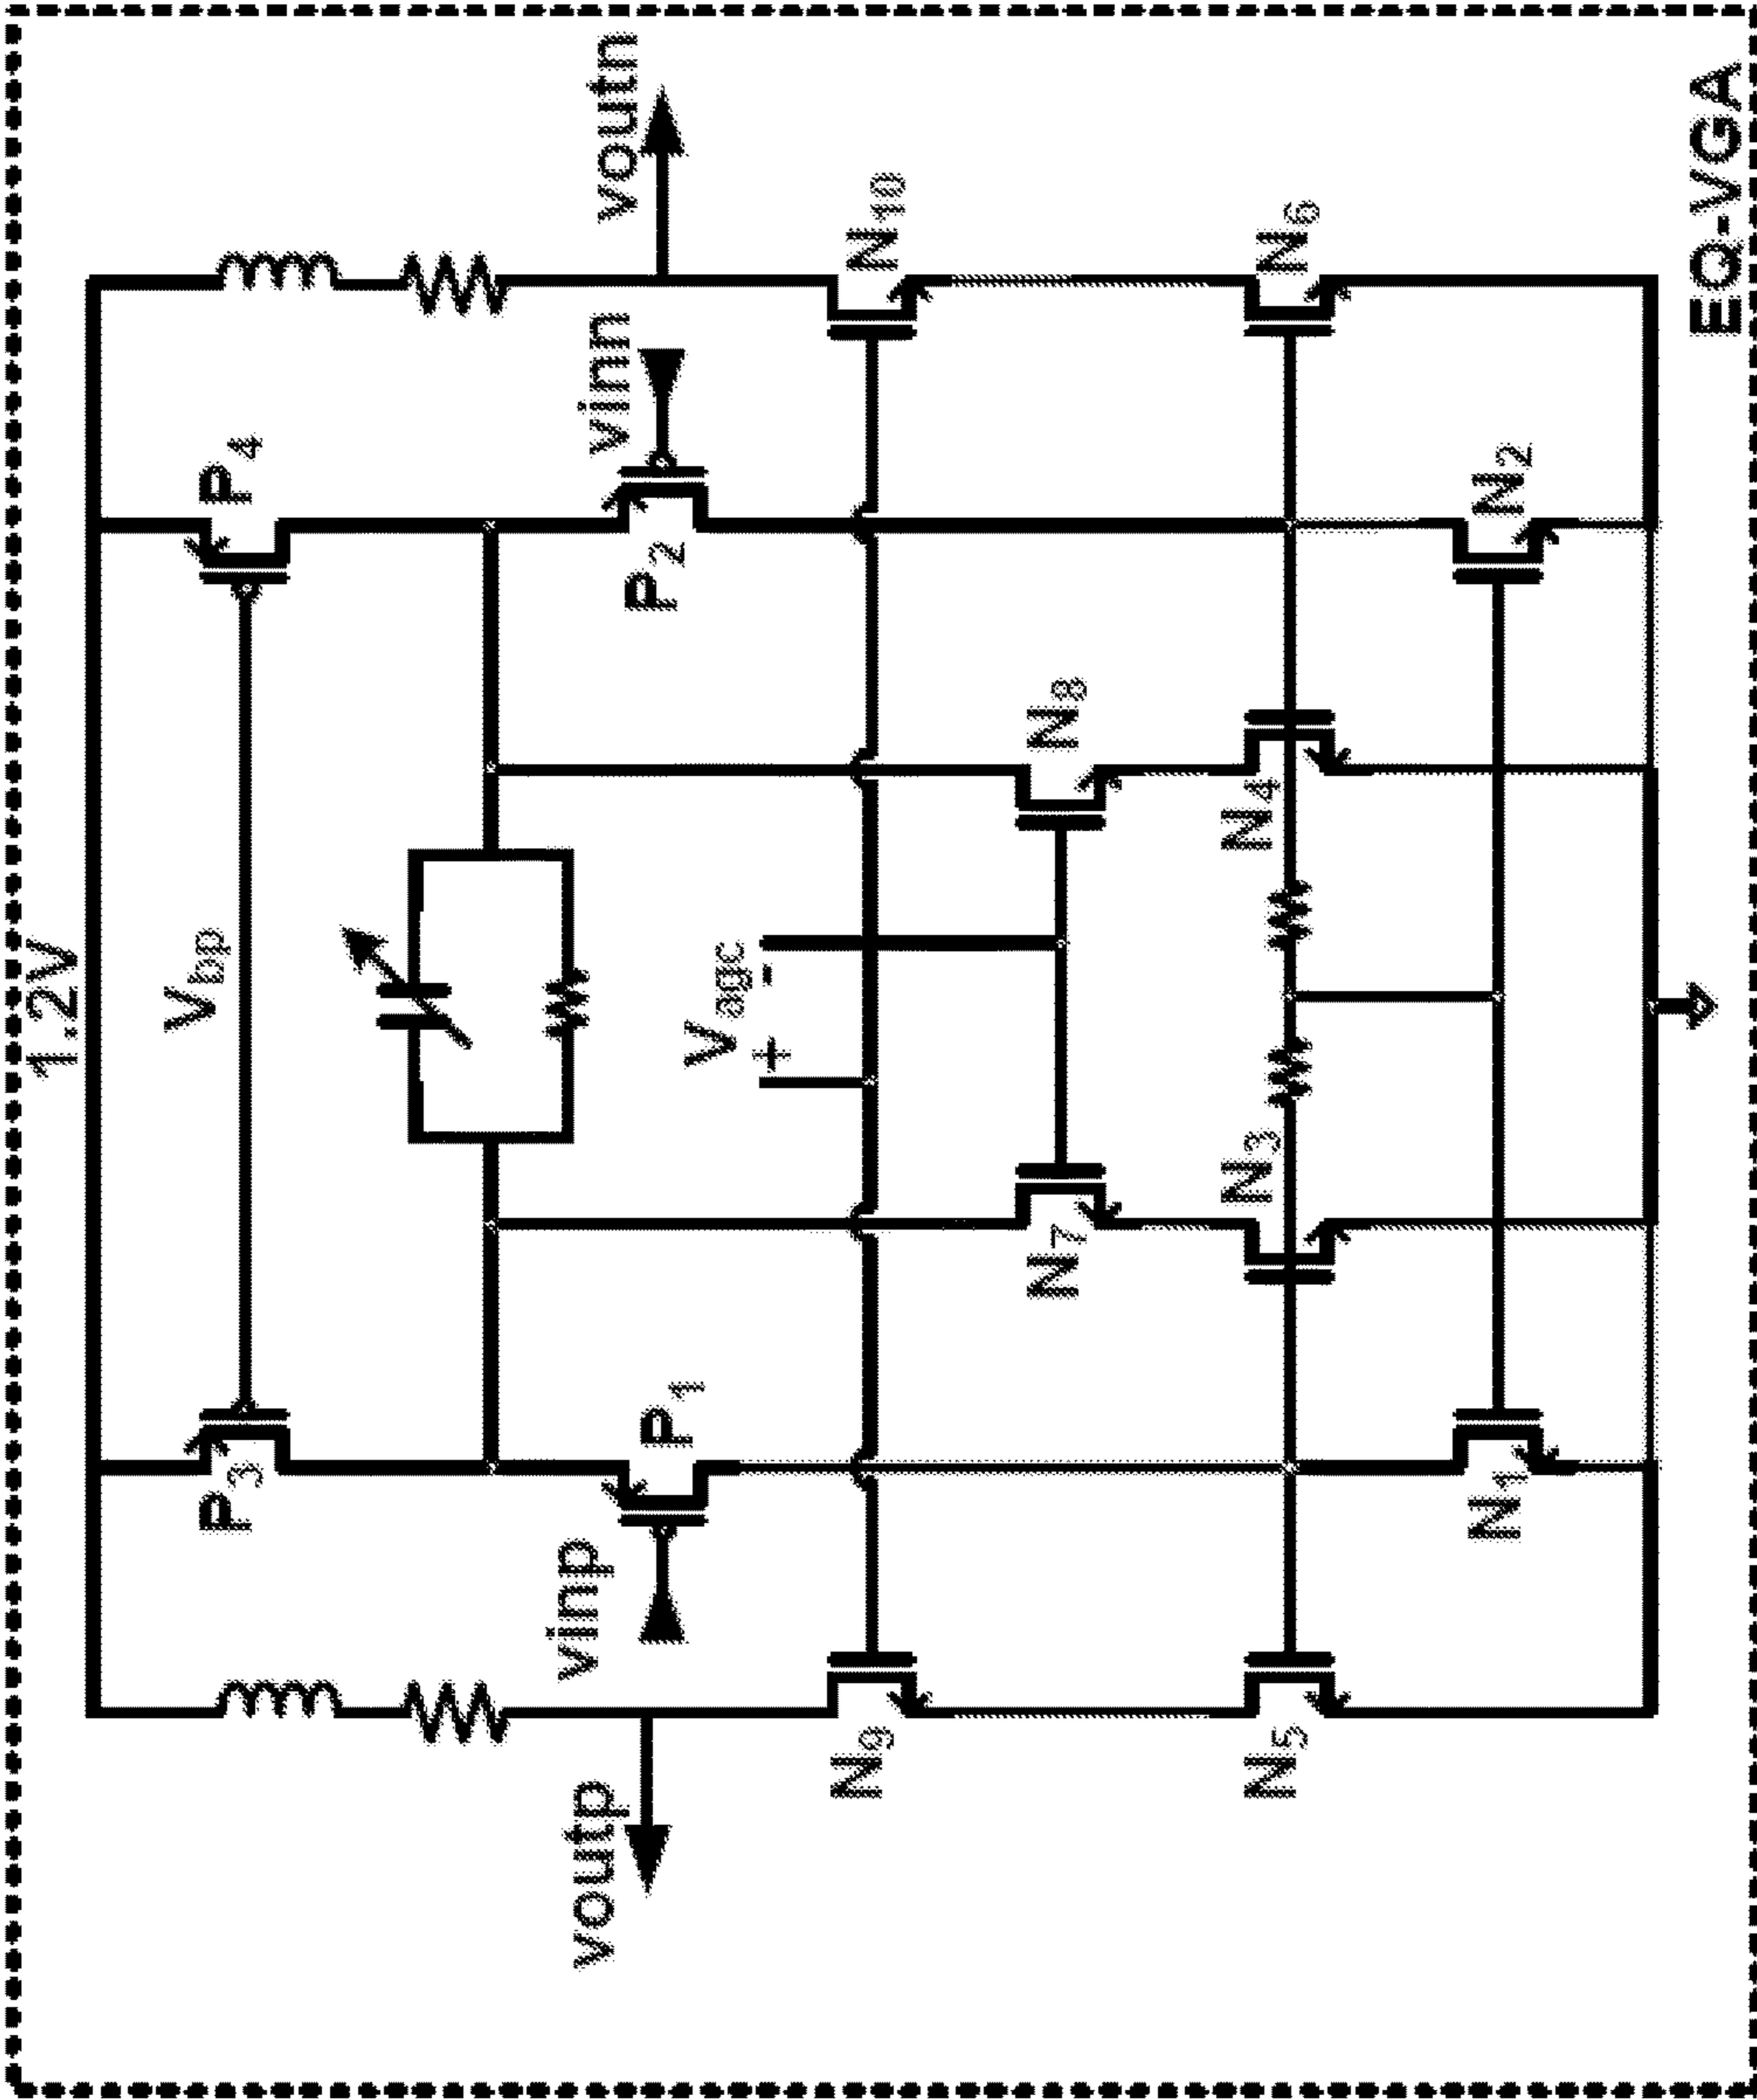 1.2V
Vbp
P3
P4
voutp
vinp
P1
P2
vinn
voutn
Vagc
+ -
N9
N10
N7
N8
N5
N3
N4
N6
N1
N2
EQ-VGA